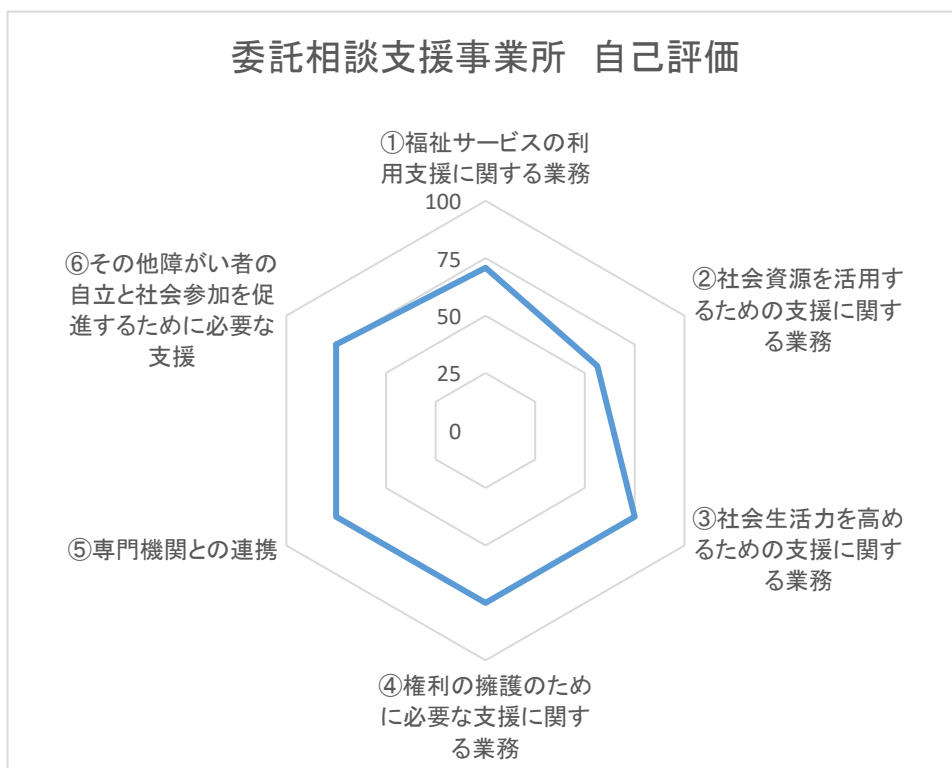 委託相談支援事業所　自己評価
①福祉サービスの利
用支援に関する業務
100
75
50
25
0
②社会資源を活用す
るための支援に関す
る業務
③社会生活力を高め
るための支援に関す
る業務
④権利の擁護のため
に必要な支援に関す
る業務
⑤専門機関との連携
⑥その他障がい者の
自立と社会参加を促
進するために必要な
支援